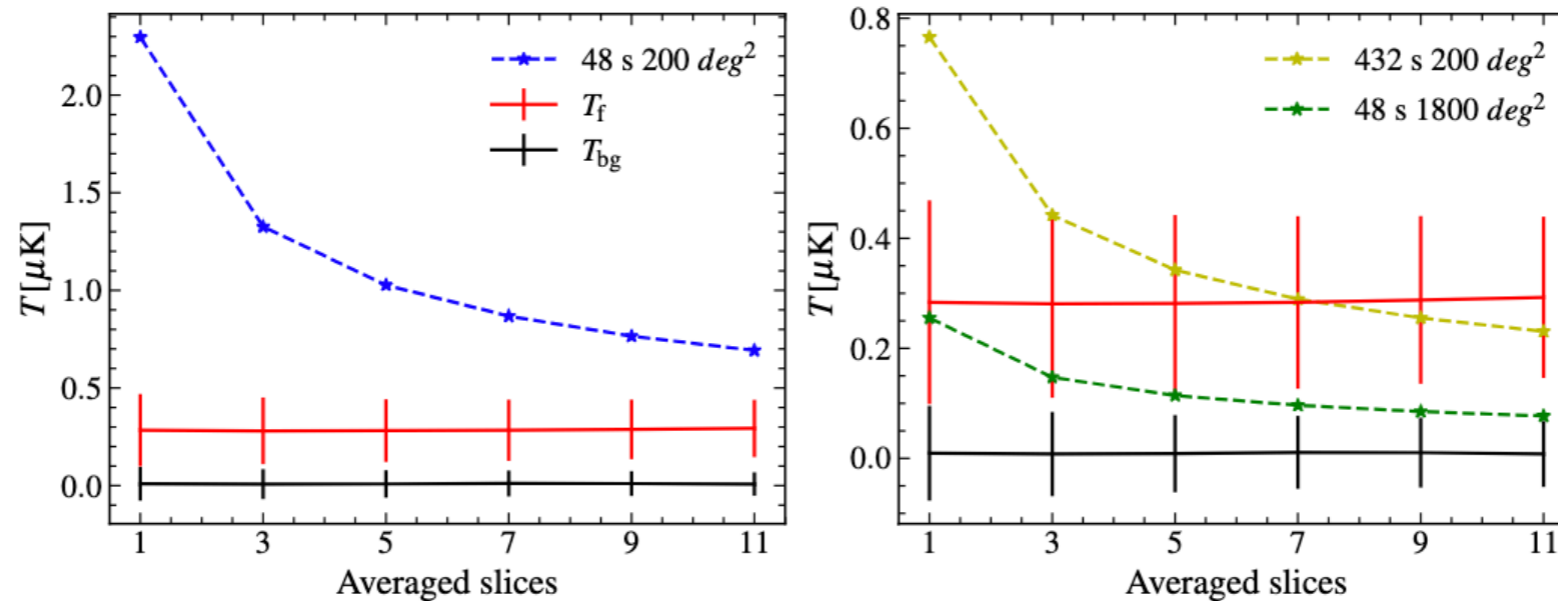 48 s 200 deg²
T_f
T_bg
2.0
1.5
1.0
0.5
0.0
T [μK]
1 3 5 7 9 11
Averaged slices
432 s 200 deg²
48 s 1800 deg²
0.8
0.6
0.4
0.2
0.0
T [μK]
1 3 5 7 9 11
Averaged slices